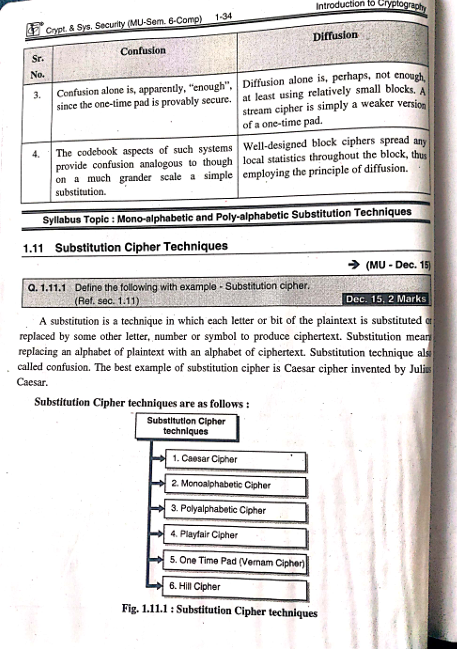 Crypt. & Sys. Security (MU-Sem. 6-Comp) 1-34 Introduction to Cryptography
Sr. No. Confusion Diffusion
3. Confusion alone is, apparently, “enough”, since the one-time pad is provably secure.
Diffusion alone is, perhaps, not enough, at least using relatively small blocks. A stream cipher is simply a weaker version of a one-time pad.
4. The codebook aspects of such systems provide confusion analogous to though on a much grander scale a simple substitution.
Well-designed block ciphers spread any local statistics throughout the block, thus employing the principle of diffusion.
Syllabus Topic : Mono-alphabetic and Poly-alphabetic Substitution Techniques
1.11 Substitution Cipher Techniques
→ (MU - Dec. 15)
Q. 1.11.1 Define the following with example - Substitution cipher.
(Ref. sec. 1.11) Dec. 15, 2 Marks
A substitution is a technique in which each letter or bit of the plaintext is substituted or
replaced by some other letter, number or symbol to produce ciphertext. Substitution means
replacing an alphabet of plaintext with an alphabet of ciphertext. Substitution technique also
called confusion. The best example of substitution cipher is Caesar cipher invented by Julius
Caesar.
Substitution Cipher techniques are as follows :
Substitution Cipher
techniques
1. Caesar Cipher
2. Monoalphabetic Cipher
3. Polyalphabetic Cipher
4. Playfair Cipher
5. One Time Pad (Vernam Cipher)
6. Hill Cipher
Fig. 1.11.1 : Substitution Cipher techniques